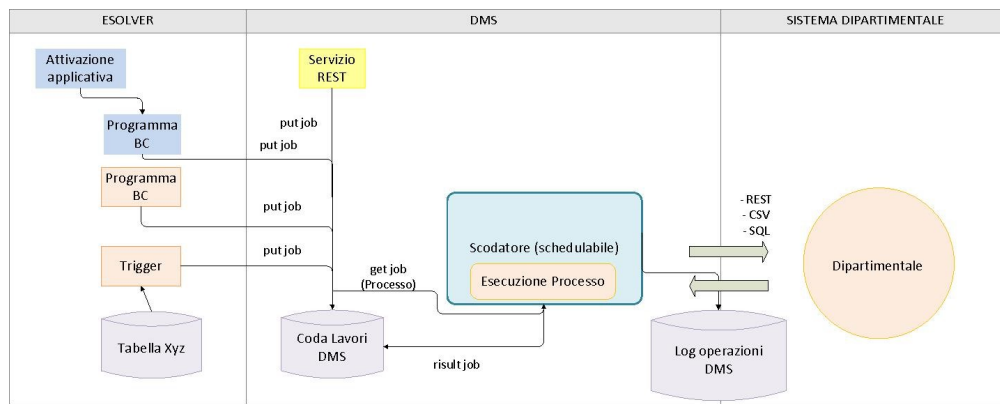 ESOLVER
DMS
SISTEMA DIPARTIMENTALE
Attivazione
applicativa
Servizio
REST
Programma
BC
put job
put job
Programma
BC
put job
- REST
- CSV
- SQL
Trigger
put job
get job
(Processo)
Scodatore (schedulabile)
Esecuzione Processo
Dipartimentale
Tabella Xyz
Coda Lavori
DMS
risult job
Log operazioni
DMS